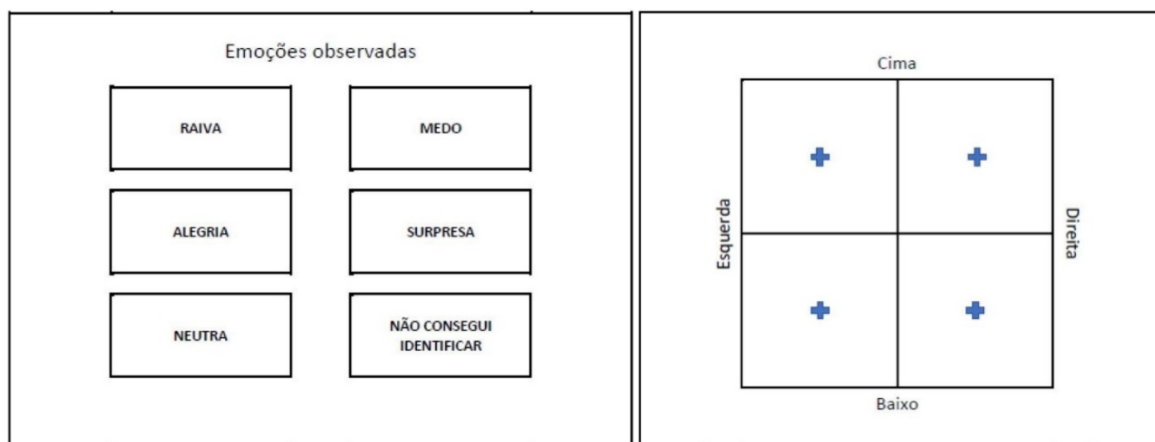 Emoções observadas
RAIVA
MEDO
ALEGRIA
SURPRESA
NEUTRA
NÃO CONSEGUI
IDENTIFICAR
Cima
Esquerda
Direita
Baixo